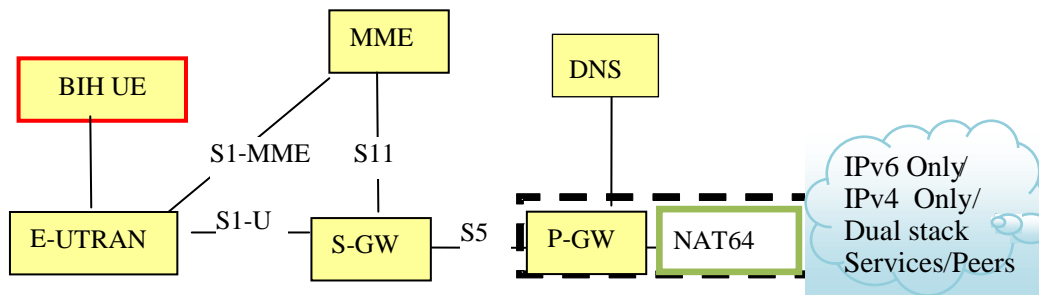 MME
DNS
BIH UE
S1-MME
S11
IPv6 Only/
IPv4 Only/
Dual stack
Services/Peers
E-UTRAN
S1-U
S-GW
S5
P-GW
NAT64